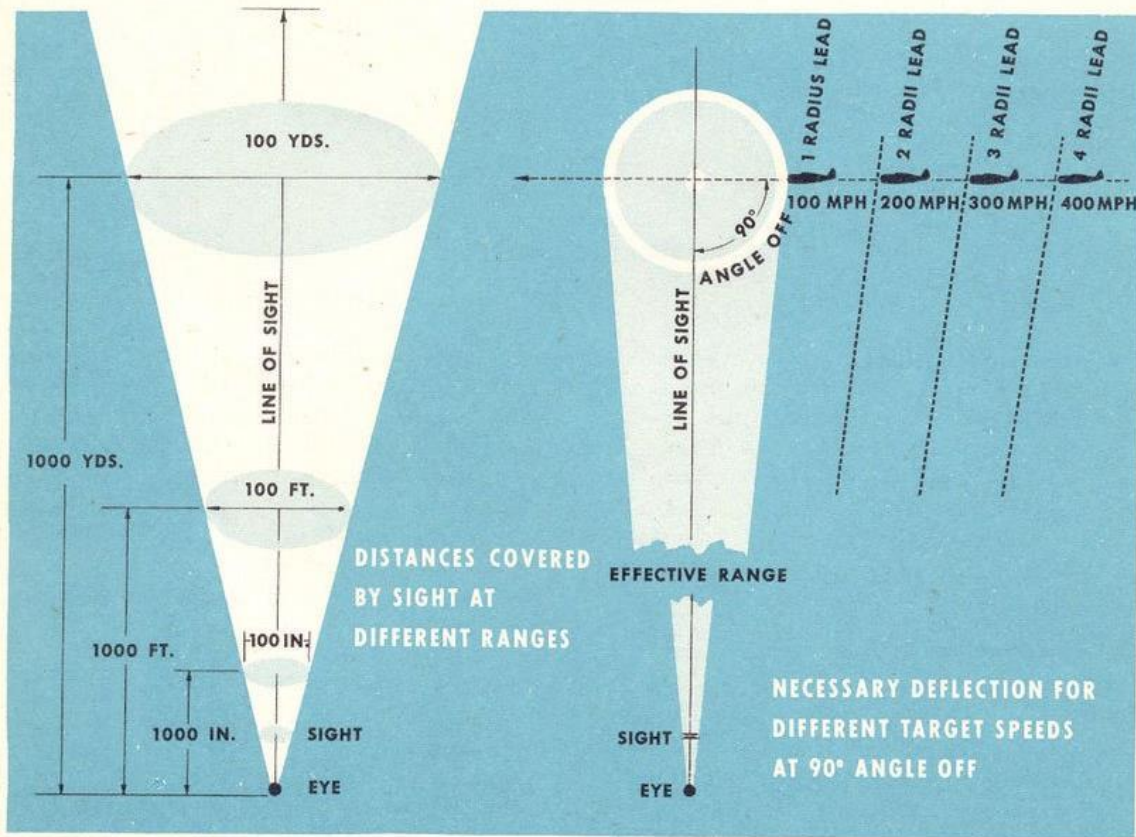 100 YDS.
LINE OF SIGHT
1000 YDS.
100 FT.
1000 FT.
100 IN.
1000 IN.
SIGHT
EYE
DISTANCES COVERED
BY SIGHT AT
DIFFERENT RANGES
1 RADIUS LEAD
2 RADII LEAD
3 RADII LEAD
4 RADII LEAD
100 MPH
200 MPH
300 MPH
400 MPH
90°
ANGLE OFF
LINE OF SIGHT
EFFECTIVE RANGE
SIGHT
EYE
NECESSARY DEFLECTION FOR
DIFFERENT TARGET SPEEDS
AT 90° ANGLE OFF